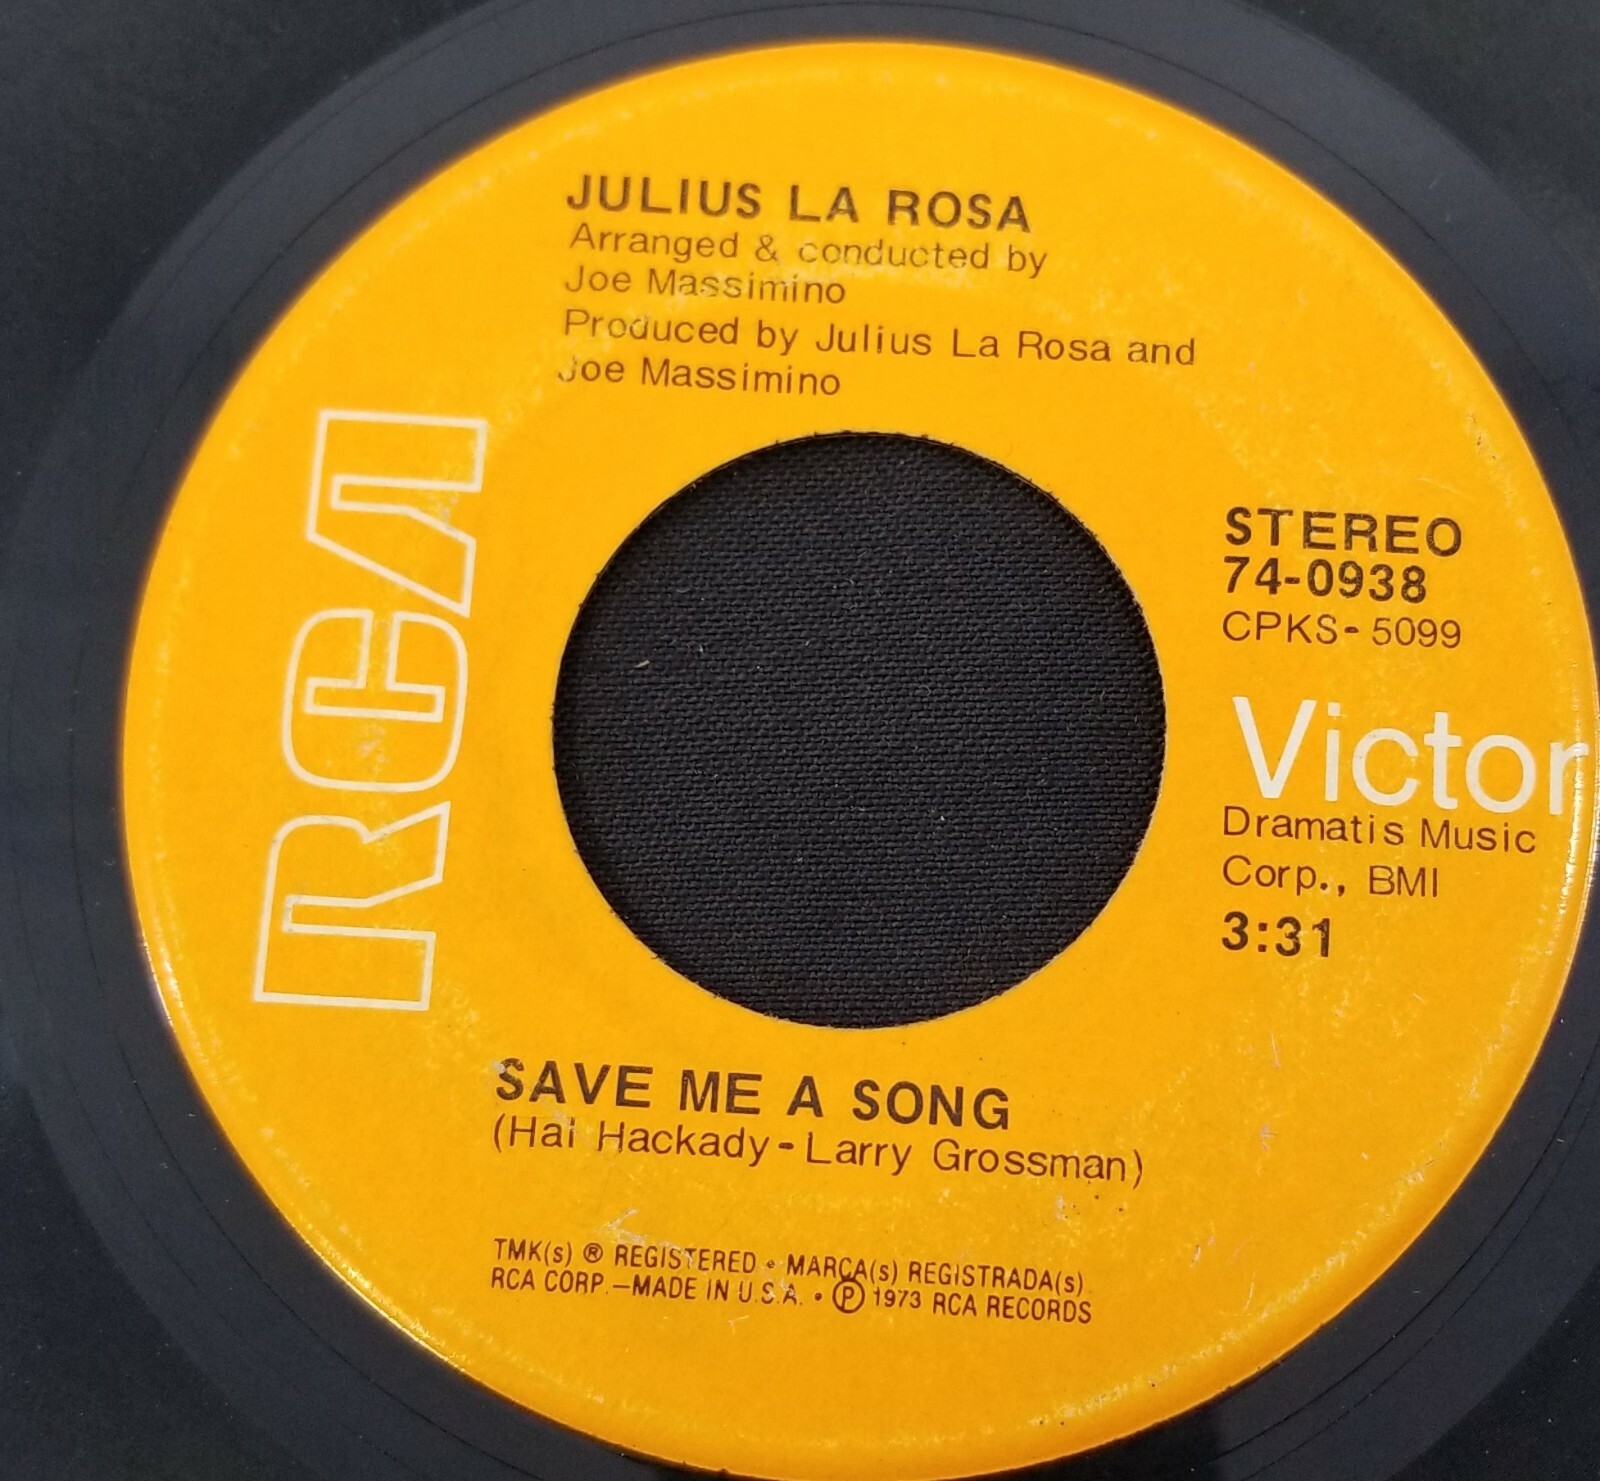 JULIUS LA ROSA
Arranged & conducted by
Joe Massimino
Produced by Julius La Rosa and
Joe Massimino
RCA
STEREO
74-0938
CPKS-5099
Victor
Dramatis Music
Corp., BMI
3:31
SAVE ME A SONG
(Hal Hackady-Larry Grossman)
TMK(s) ® REGISTERED • MARCA(s) REGISTRADA(s).
RCA CORP.—MADE IN U.S.A. • ℗ 1973 RCA RECORDS